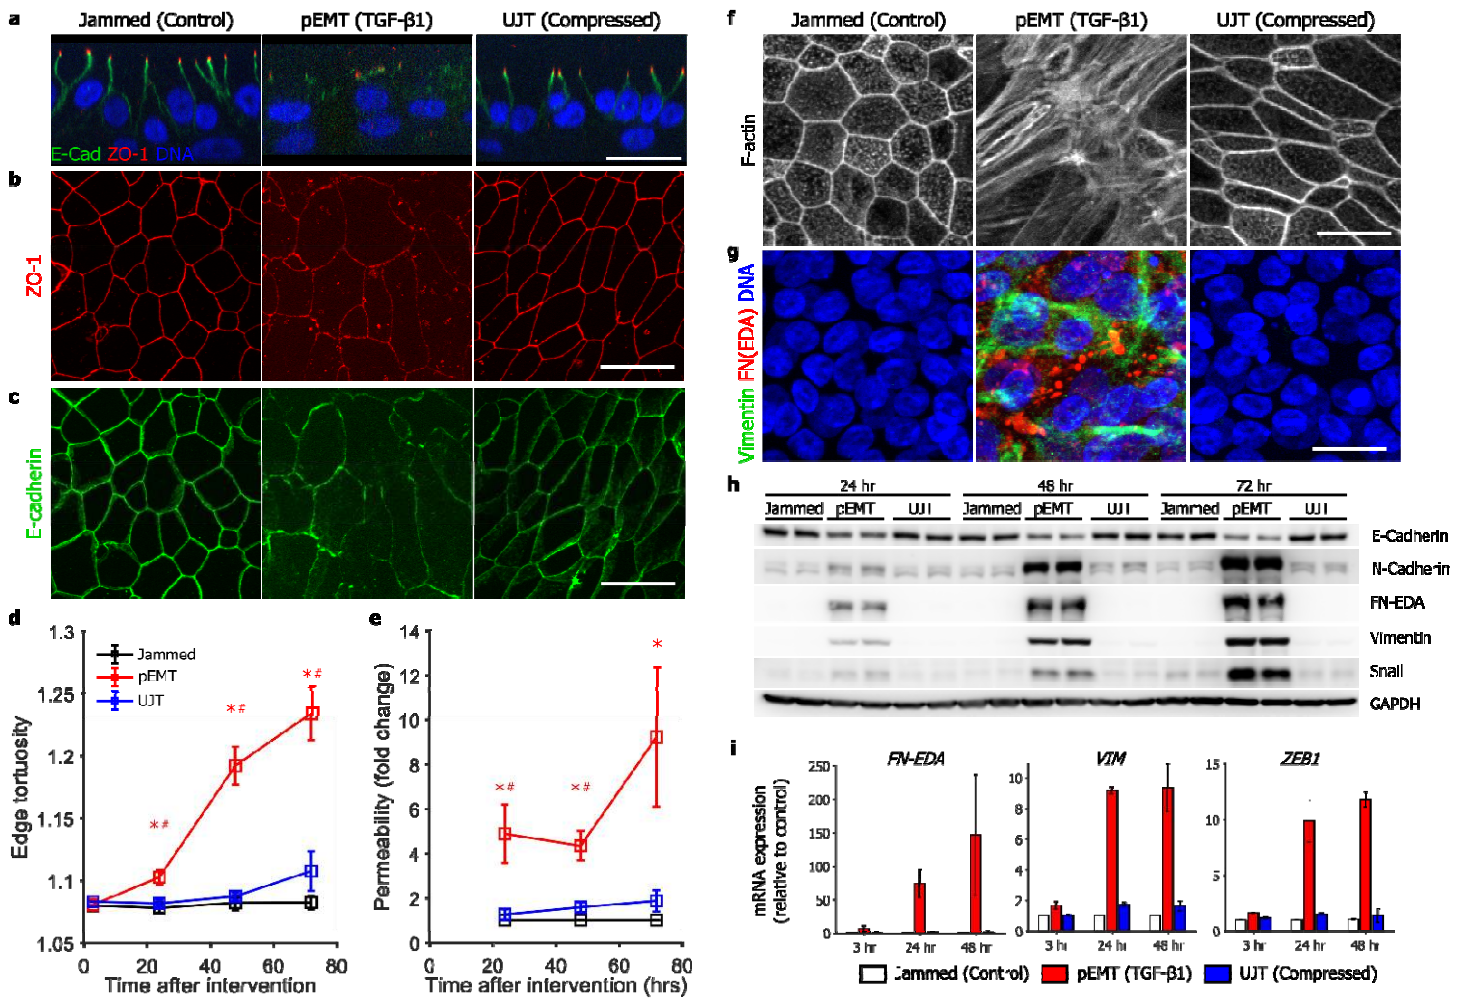 a Jammed (Control) pEMT (TGF-β1) UJT (Compressed)
E-Cad ZO-1 DNA
b
ZO-1
c
E-cadherin
d
1.3
1.25
1.2
1.15
1.1
1.05
Edge tortuosity
Jammed
pEMT
UJT
*#
*#
*#
0 20 40 60 80
Time after intervention
e
14
12
10
8
6
4
2
0
Permeability (fold change)
×#
×#
*
0 20 40 60 80
Time after intervention (hrs)
f Jammed (Control) pEMT (TGF-β1) UJT (Compressed)
F-actin
g
Vimentin FN(EDA) DNA
h 24 hr 48 hr 72 hr
Jammed pEMT UJT Jammed pEMT UJT Jammed pEMT UJT
E-Cadherin
N-Cadherin
FN-EDA
Vimentin
Snail
GAPDH
i
mRNA expression
(relative to control)
FN-EDA
250
200
150
100
50
0
3 hr 24 hr 48 hr
VIM
10
8
6
4
2
0
3 hr 24 hr 48 hr
ZEB1
15
10
5
0
3 hr 24 hr 48 hr
Jammed (Control) pEMT (TGF-β1) UJT (Compressed)